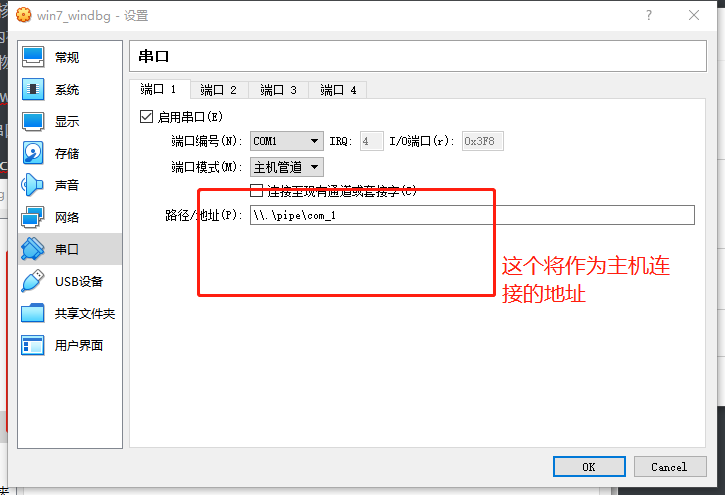 win7_windbg - 设置
常规
系统
显示
存储
声音
网络
串口
USB设备
共享文件夹
用户界面
串口
端口 1 端口 2 端口 3 端口 4
启用串口(E)
端口编号(N): COM1 IRQ: 4 I/O端口(r): 0x3F8
端口模式(M): 主机管道
连接至现有通道或套接字(C)
路径/地址(P): \\.\pipe\com_1
这个将作为主机连
接的地址
OK Cancel